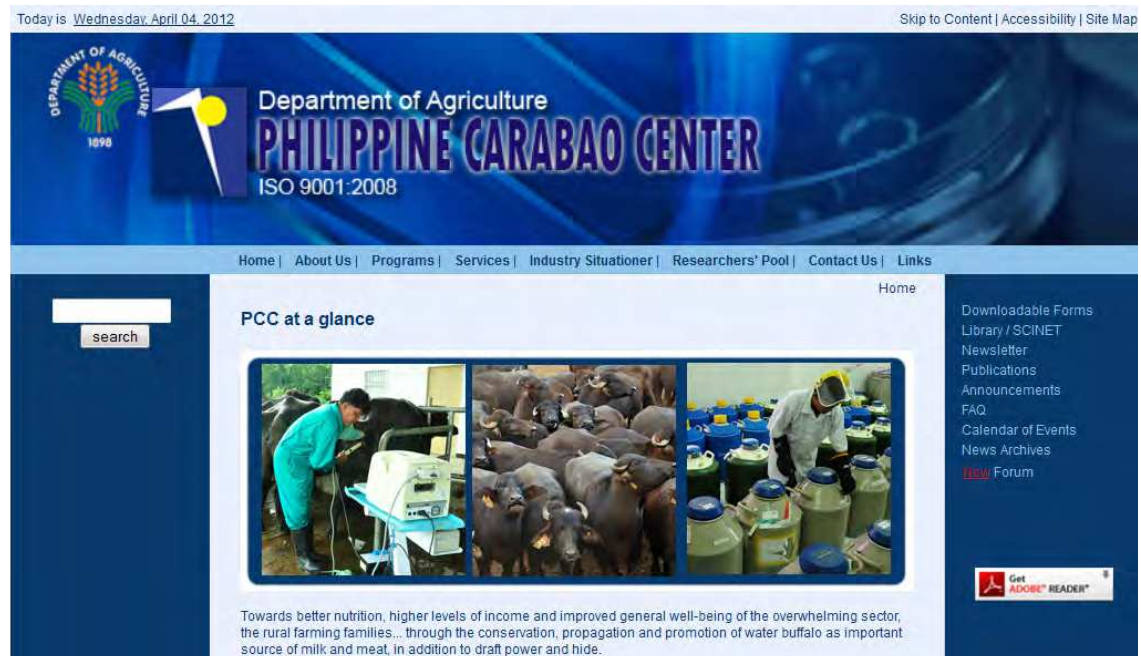 Today is Wednesday, April 04, 2012
Skip to Content | Accessibility | Site Map
DEPARTMENT OF AGRICULTURE
1898
Department of Agriculture
PHILIPPINE CARABAO CENTER
ISO 9001:2008
Home | About Us | Programs | Services | Industry Situationer | Researchers' Pool | Contact Us | Links
Home
search
PCC at a glance
Downloadable Forms
Library / SCINET
Newsletter
Publications
Announcements
FAQ
Calendar of Events
News Archives
New Forum
Get
ADOBE® READER®
Towards better nutrition, higher levels of income and improved general well-being of the overwhelming sector,
the rural farming families... through the conservation, propagation and promotion of water buffalo as important
source of milk and meat, in addition to draft power and hide.